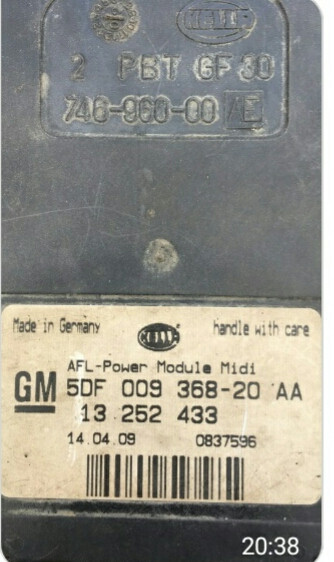 HELLA
2 PBT GF 30
746-960-00 AE
Made in Germany
HELLA
handle with care
AFL-Power Module Midi
GM 5DF 009 368-20 AA
13 252 433
14.04.09 0837596
20:38